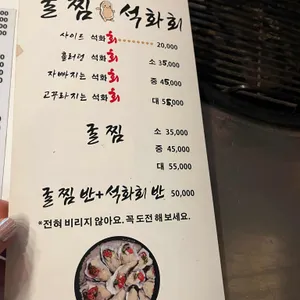 굴찜 석화회
사이드 석화회 20,000
흘러덩 석화회 소 35,000
자빠지는 석화회 중 45,000
고꾸라지는 석화회 대 55,000
굴찜 소 35,000
중 45,000
대 55,000
굴찜 반+석화회 반 50,000
*전혀 비리지 않아요. 꼭 도전 해 보세요.